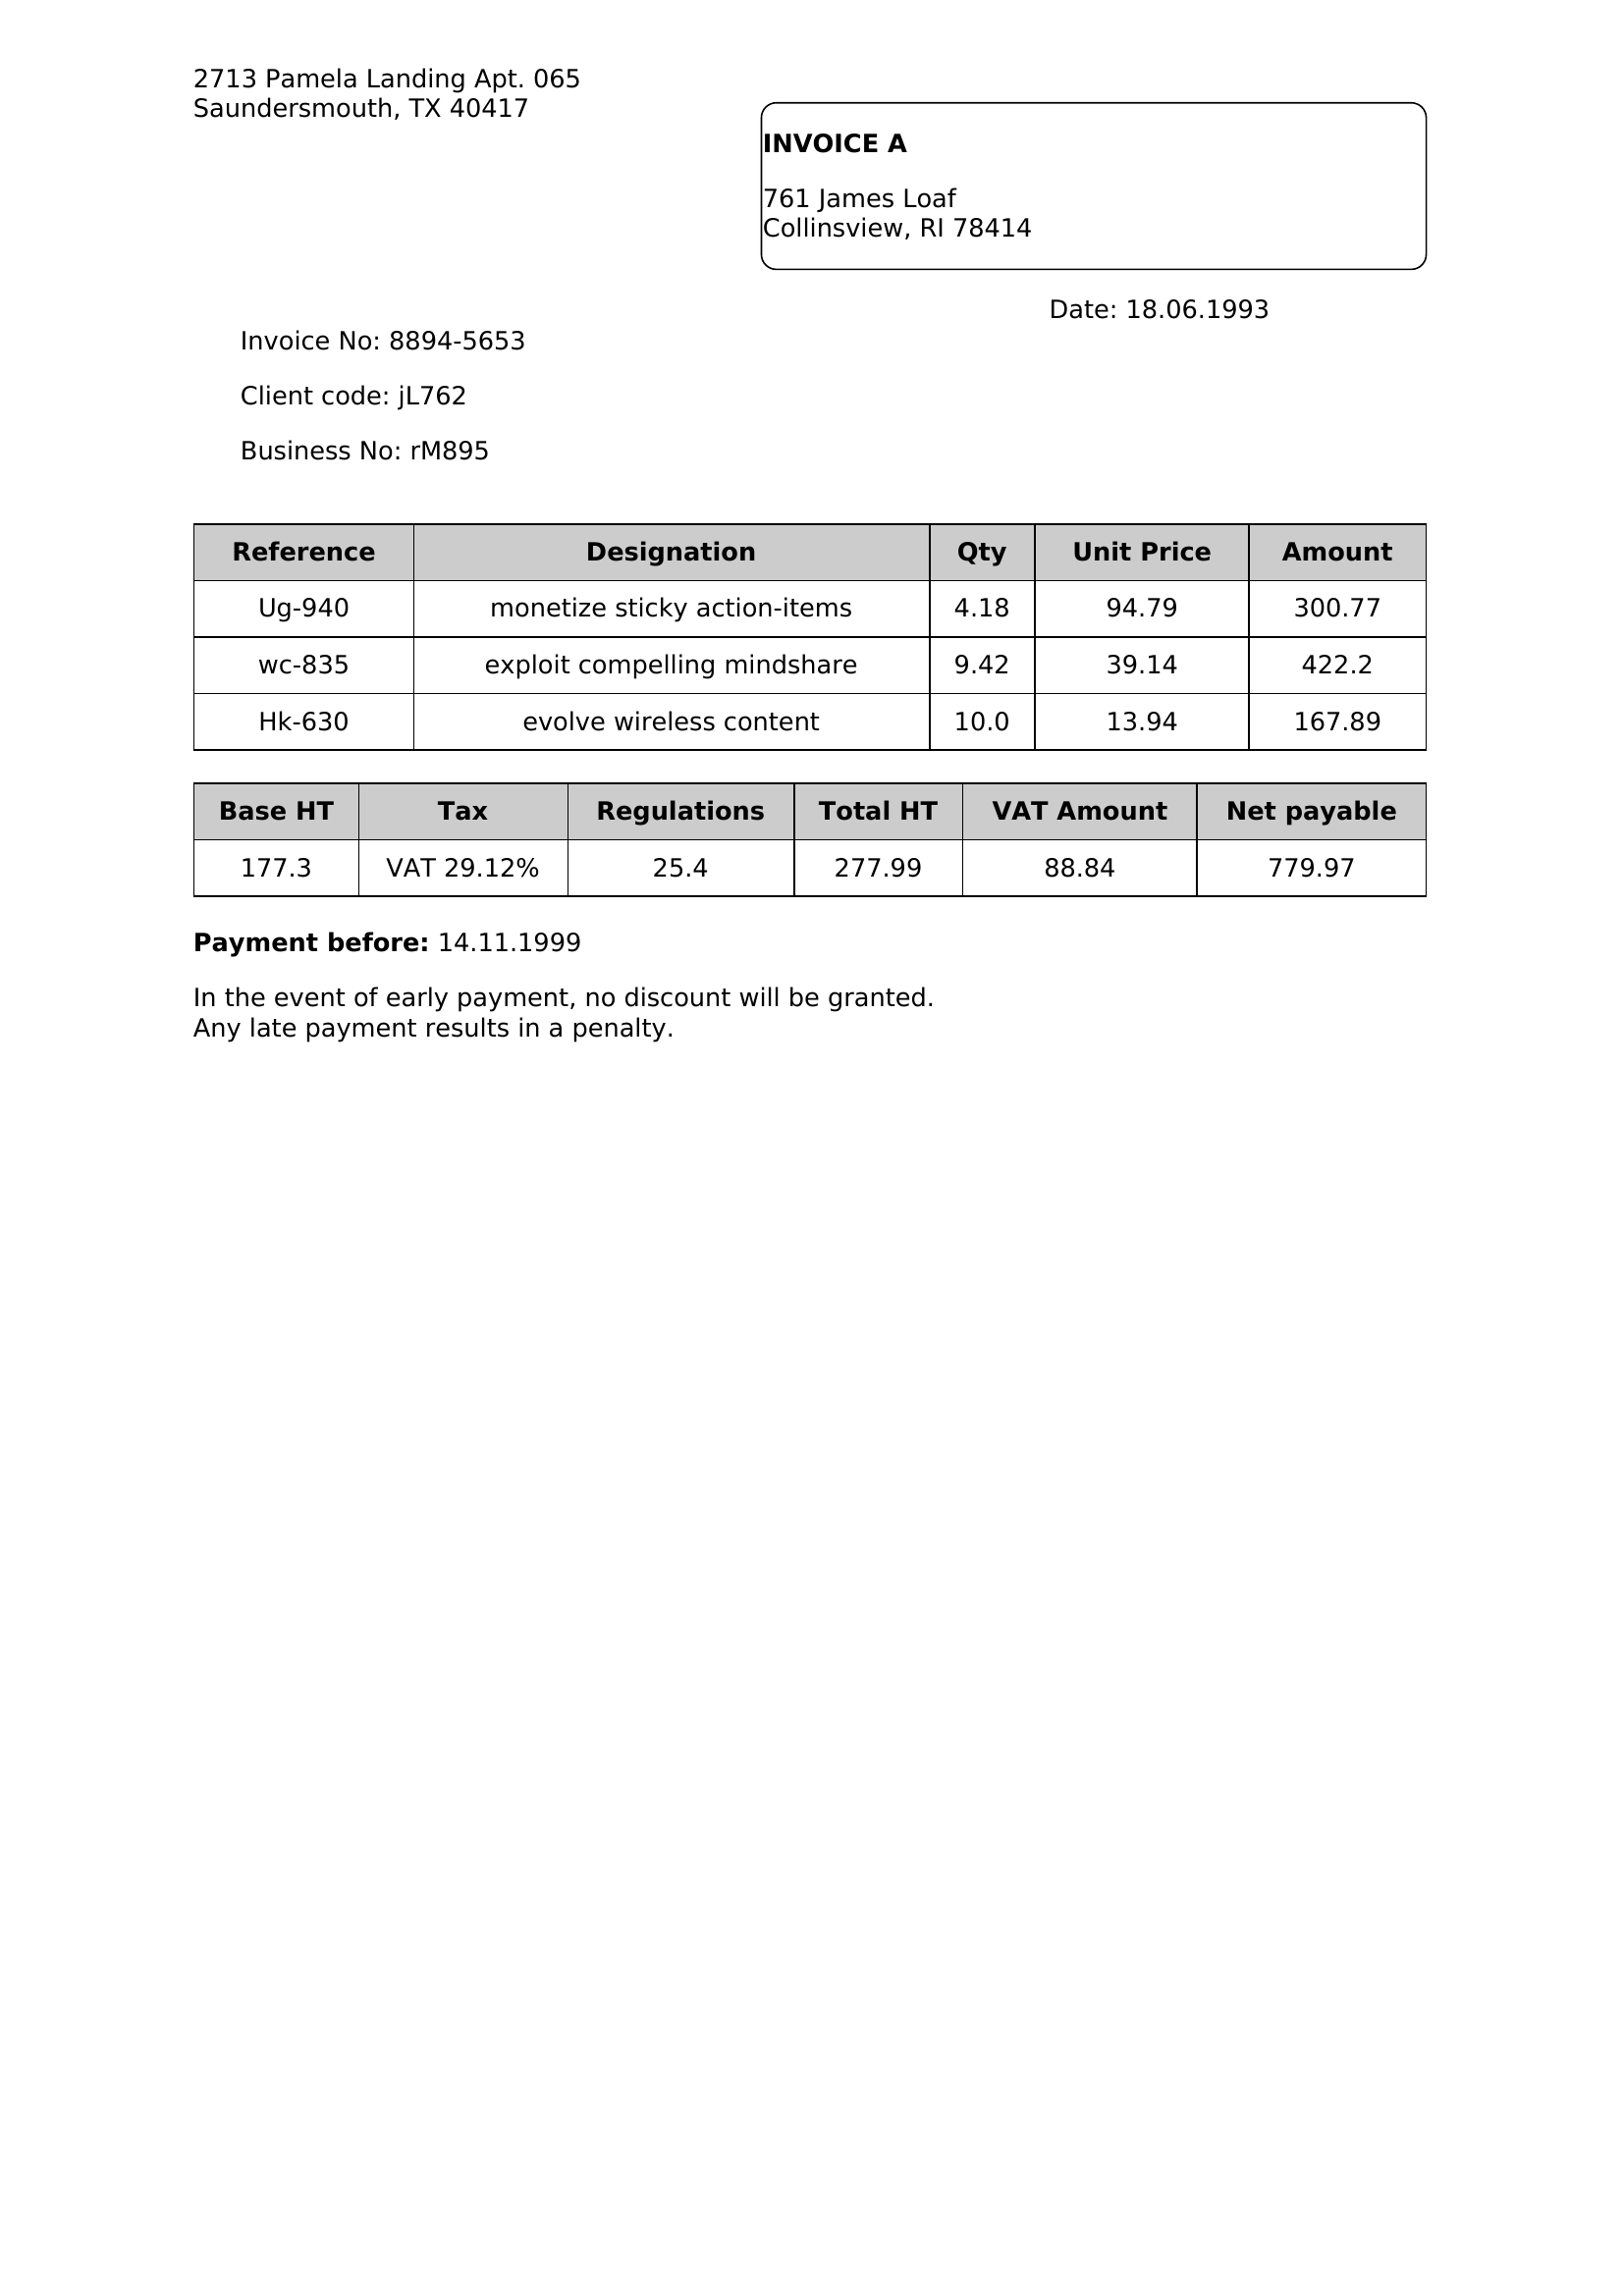 2713 Pamela Landing Apt. 065
Saundersmouth, TX 40417
INVOICE A
761 James Loaf
Collinsview, RI 78414
Date: 18.06.1993
Invoice No: 8894-5653
Client code: jL762
Business No: rM895
Reference Designation Qty Unit Price Amount
Ug-940 monetize sticky action-items 4.18 94.79 300.77
wc-835 exploit compelling mindshare 9.42 39.14 422.2
Hk-630 evolve wireless content 10.0 13.94 167.89
Base HT Tax Regulations Total HT VAT Amount Net payable
177.3 VAT 29.12% 25.4 277.99 88.84 779.97
Payment before: 14.11.1999
In the event of early payment, no discount will be granted.
Any late payment results in a penalty.